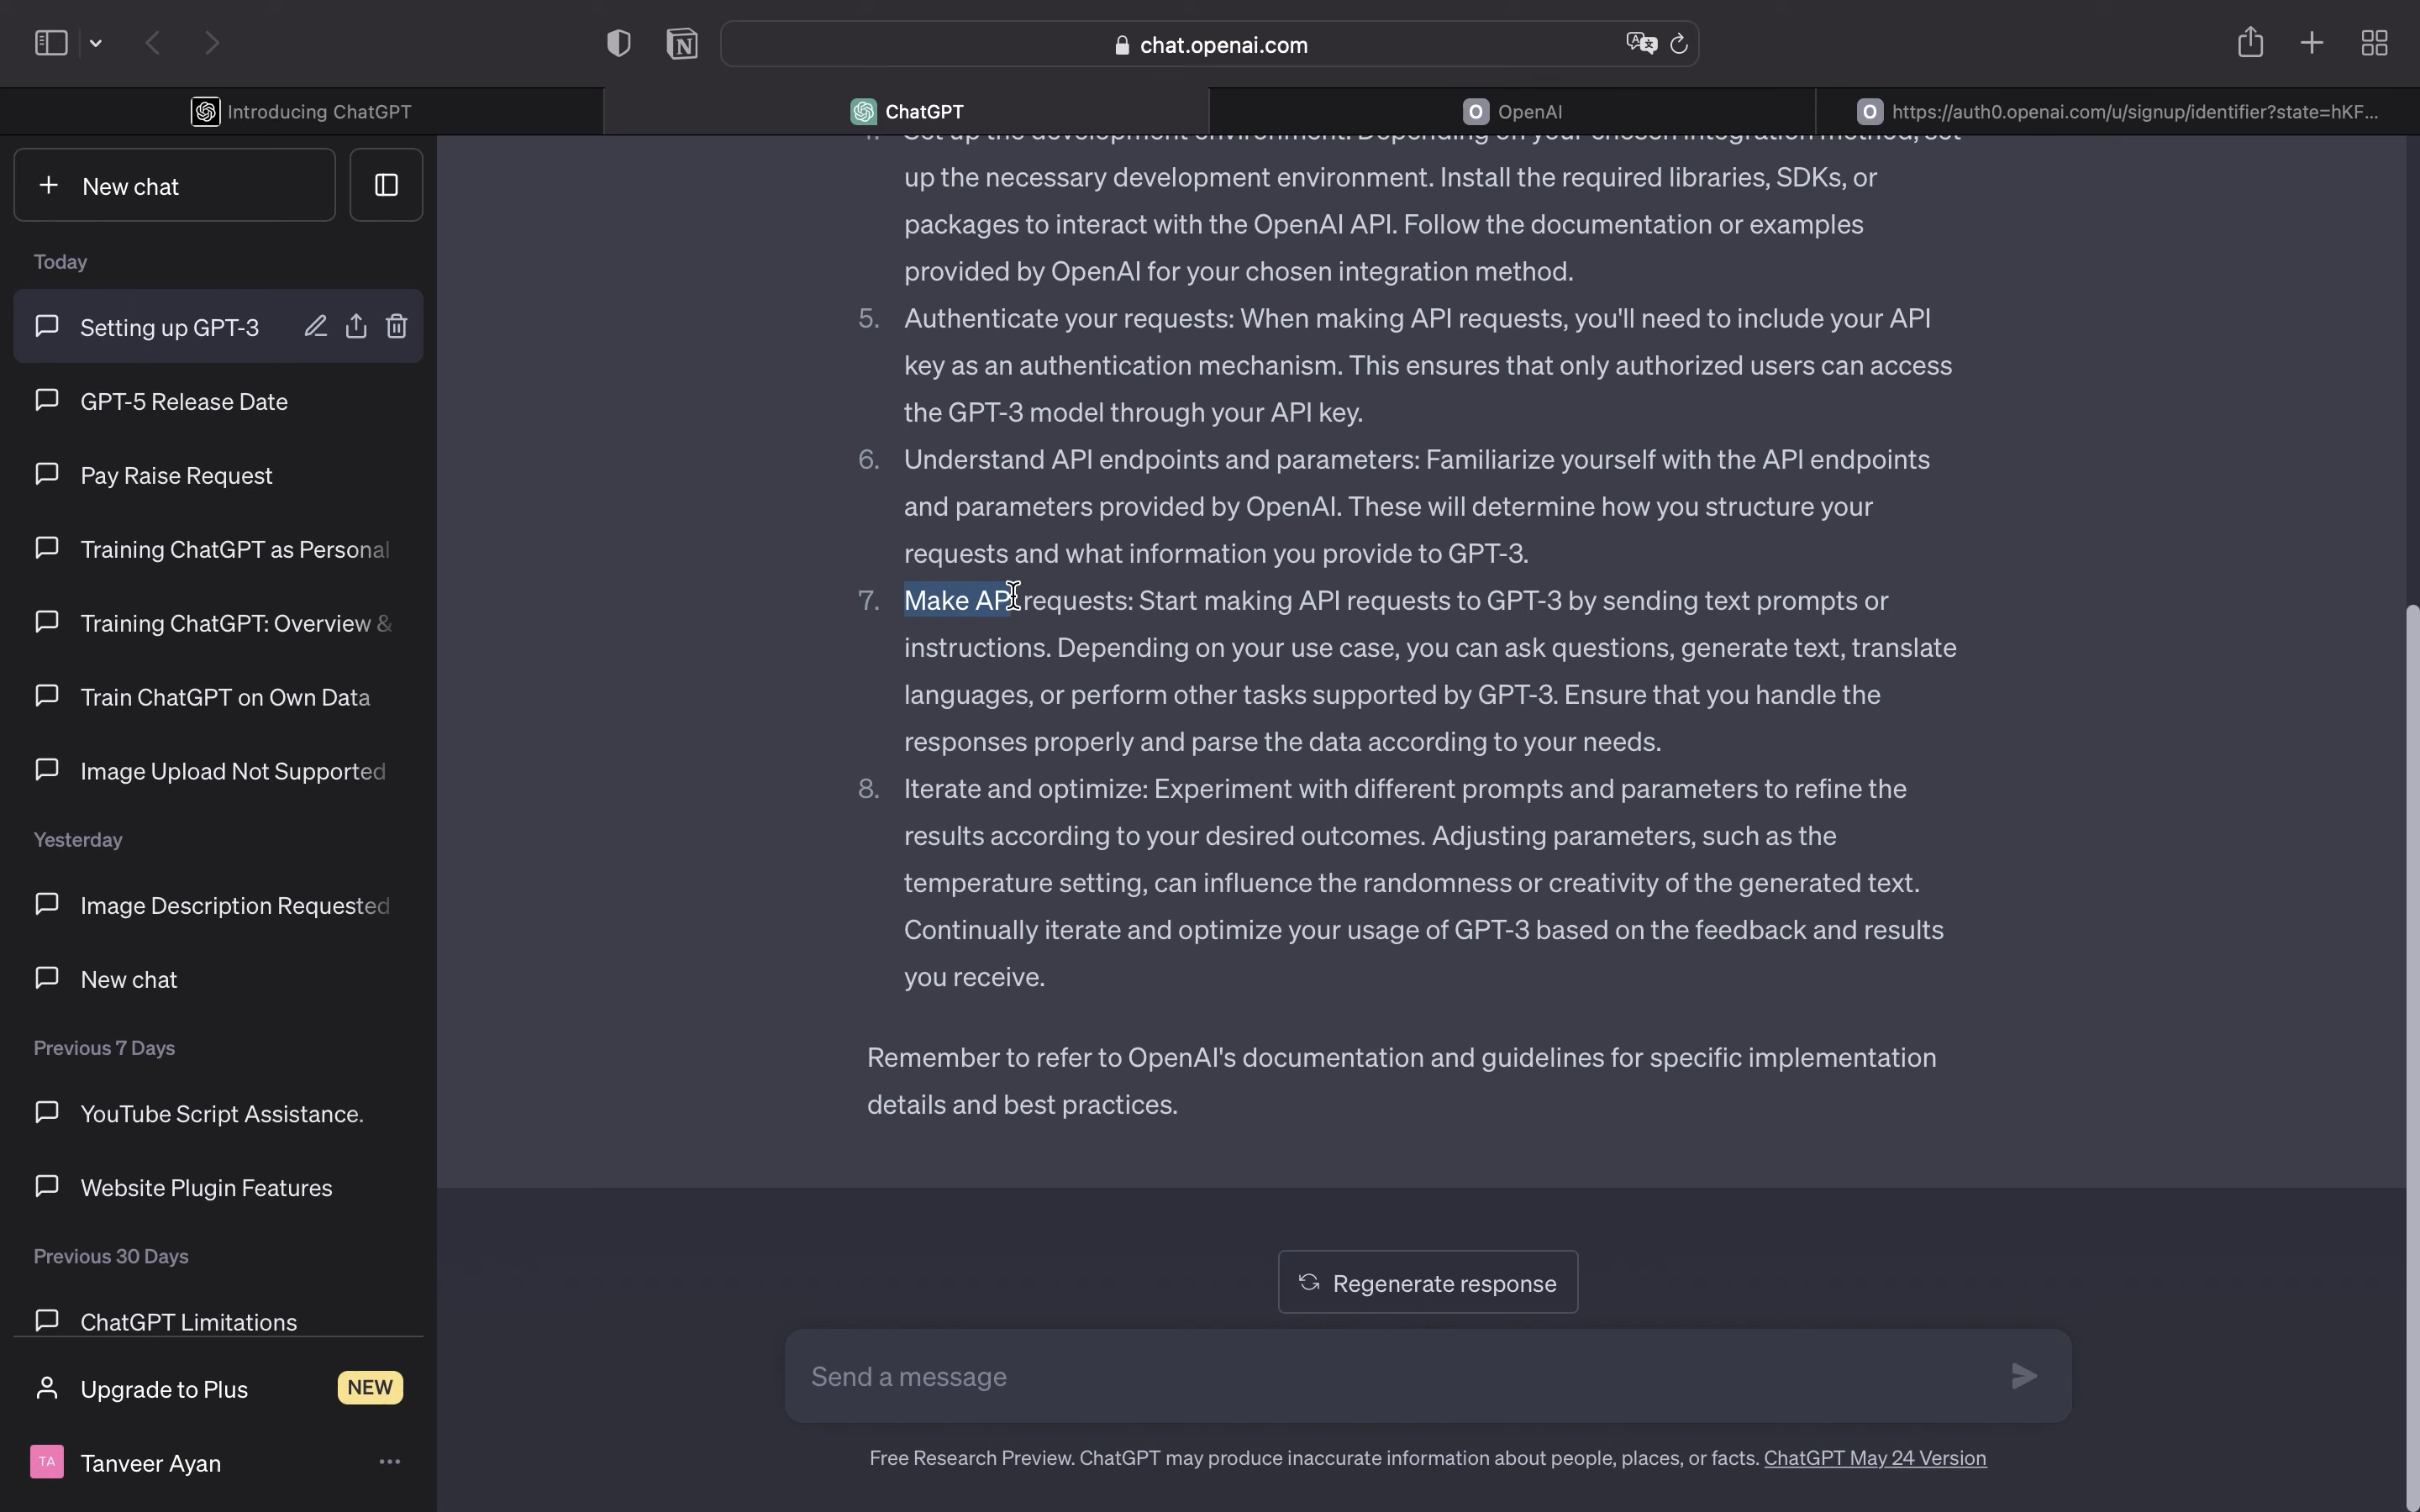 chat.openai.com
Introducing ChatGPT
ChatGPT
O OpenAI
O https://auth0.openai.com/u/signup/identifier?state=hKF...
New chat
Today
Setting up GPT-3
GPT-5 Release Date
Pay Raise Request
Training ChatGPT as Personal
Training ChatGPT: Overview &
Train ChatGPT on Own Data
Image Upload Not Supported
Yesterday
Image Description Requested
New chat
Previous 7 Days
YouTube Script Assistance.
Website Plugin Features
Previous 30 Days
ChatGPT Limitations
Upgrade to Plus NEW
TA Tanveer Ayan
Set up the development environment: Depending on your chosen integration method, set
up the necessary development environment. Install the required libraries, SDKs, or
packages to interact with the OpenAI API. Follow the documentation or examples
provided by OpenAI for your chosen integration method.
5. Authenticate your requests: When making API requests, you'll need to include your API
key as an authentication mechanism. This ensures that only authorized users can access
the GPT-3 model through your API key.
6. Understand API endpoints and parameters: Familiarize yourself with the API endpoints
and parameters provided by OpenAI. These will determine how you structure your
requests and what information you provide to GPT-3.
7. Make API requests: Start making API requests to GPT-3 by sending text prompts or
instructions. Depending on your use case, you can ask questions, generate text, translate
languages, or perform other tasks supported by GPT-3. Ensure that you handle the
responses properly and parse the data according to your needs.
8. Iterate and optimize: Experiment with different prompts and parameters to refine the
results according to your desired outcomes. Adjusting parameters, such as the
temperature setting, can influence the randomness or creativity of the generated text.
Continually iterate and optimize your usage of GPT-3 based on the feedback and results
you receive.
Remember to refer to OpenAI's documentation and guidelines for specific implementation
details and best practices.
Regenerate response
Send a message
Free Research Preview. ChatGPT may produce inaccurate information about people, places, or facts. ChatGPT May 24 Version